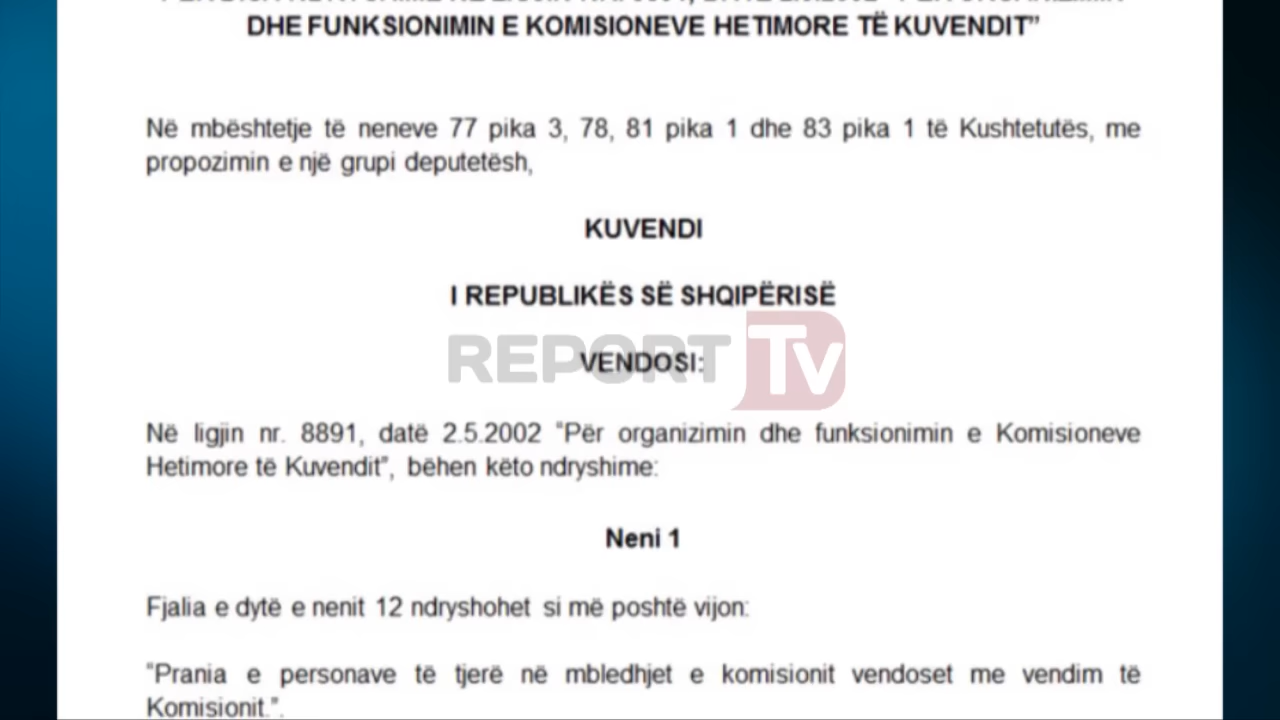 DHE FUNKSIONIMIN E KOMISIONEVE HETIMORE TË KUVENDIT”
Në mbështetje të neneve 77 pika 3, 78, 81 pika 1 dhe 83 pika 1 të Kushtetutës, me
propozimin e një grupi deputetësh,
KUVENDI
I REPUBLIKËS SË SHQIPËRISË
REPORT Tv
VENDOSI:
Në ligjin nr. 8891, datë 2.5.2002 “Për organizimin dhe funksionimin e Komisioneve
Hetimore të Kuvendit”, bëhen këto ndryshime:
Neni 1
Fjalia e dytë e nenit 12 ndryshohet si më poshtë vijon:
“Prania e personave të tjerë në mbledhjet e komisionit vendoset me vendim të
Komisionit.”.